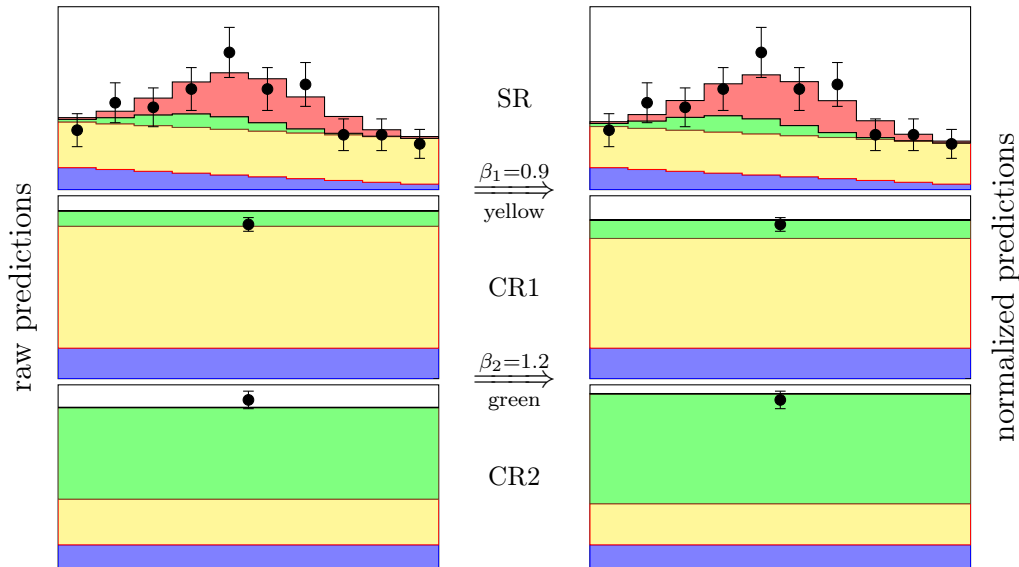 raw predictions
SR
β₁=0.9
yellow
CR1
β₂=1.2
green
CR2
normalized predictions